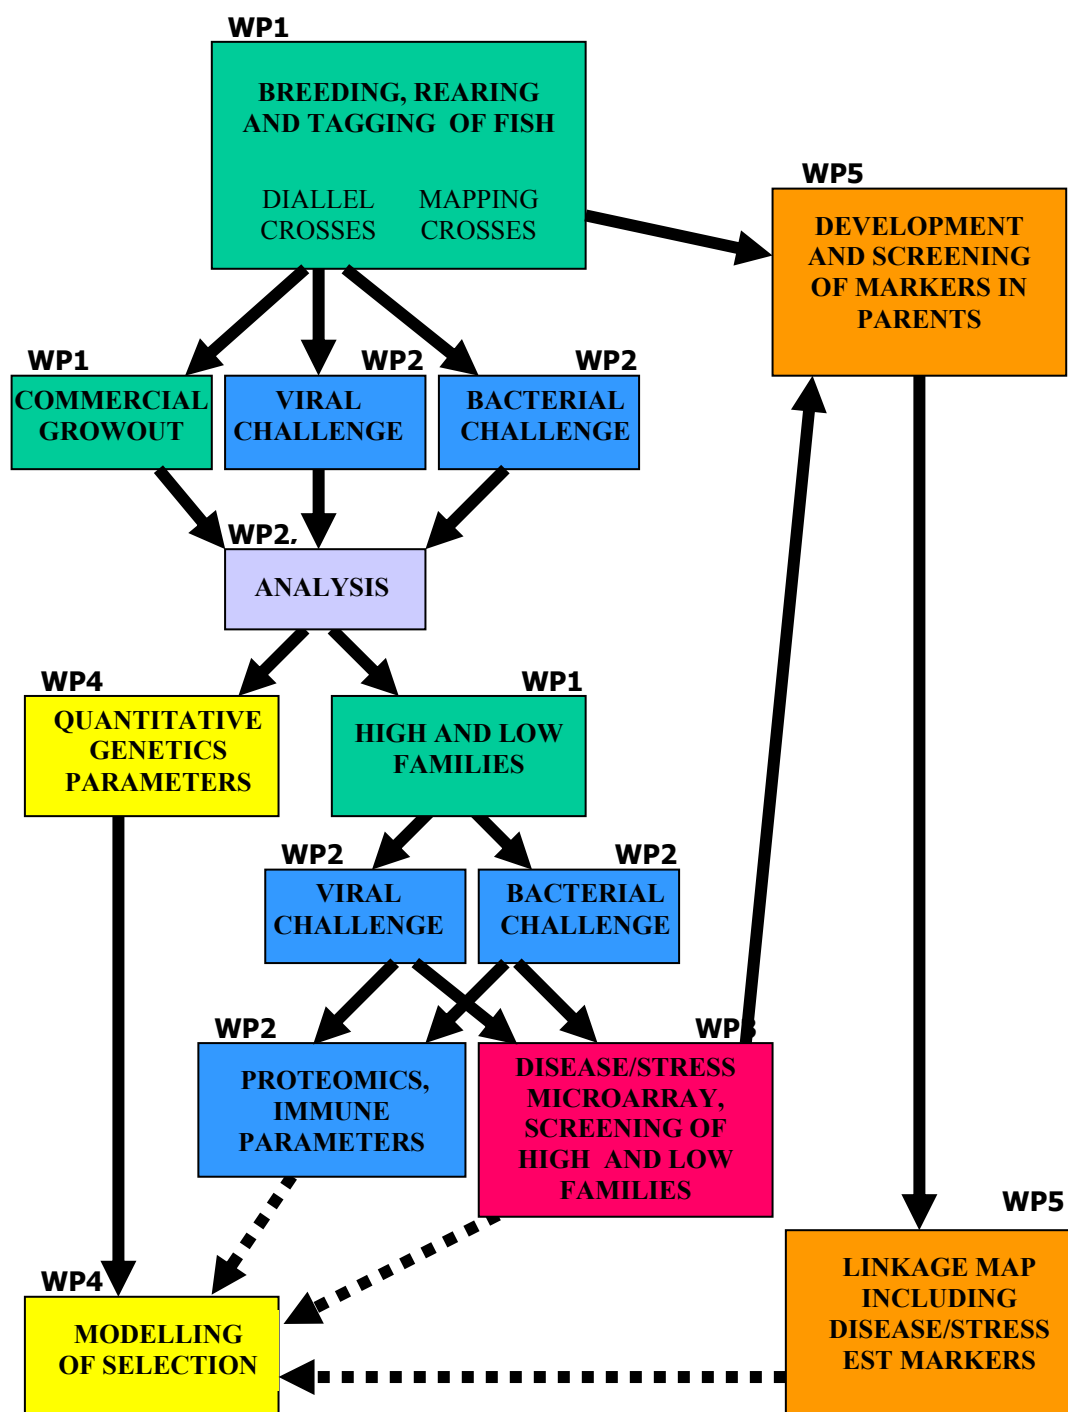 WP1
BREEDING, REARING
AND TAGGING OF FISH
DIALLEL
CROSSES
MAPPING
CROSSES
WP5
DEVELOPMENT
AND SCREENING
OF MARKERS IN
PARENTS
WP1
COMMERCIAL
GROWOUT
WP2
VIRAL
CHALLENGE
WP2
BACTERIAL
CHALLENGE
WP2,
ANALYSIS
WP4
QUANTITATIVE
GENETICS
PARAMETERS
WP1
HIGH AND LOW
FAMILIES
WP2
VIRAL
CHALLENGE
WP2
BACTERIAL
CHALLENGE
WP2
PROTEOMICS,
IMMUNE
PARAMETERS
DISEASE/STRESS
MICROARRAY,
SCREENING OF
HIGH AND LOW
FAMILIES
WP5
LINKAGE MAP
INCLUDING
DISEASE/STRESS
EST MARKERS
WP4
MODELLING
OF SELECTION